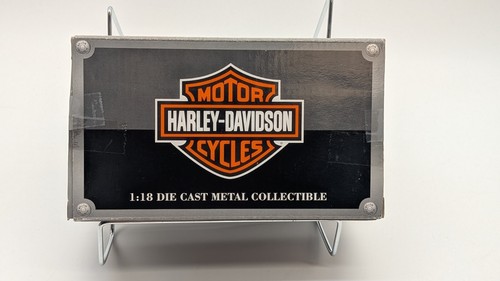 MOTOR
HARLEY-DAVIDSON
CYCLES
1:18 DIE CAST METAL COLLECTIBLE